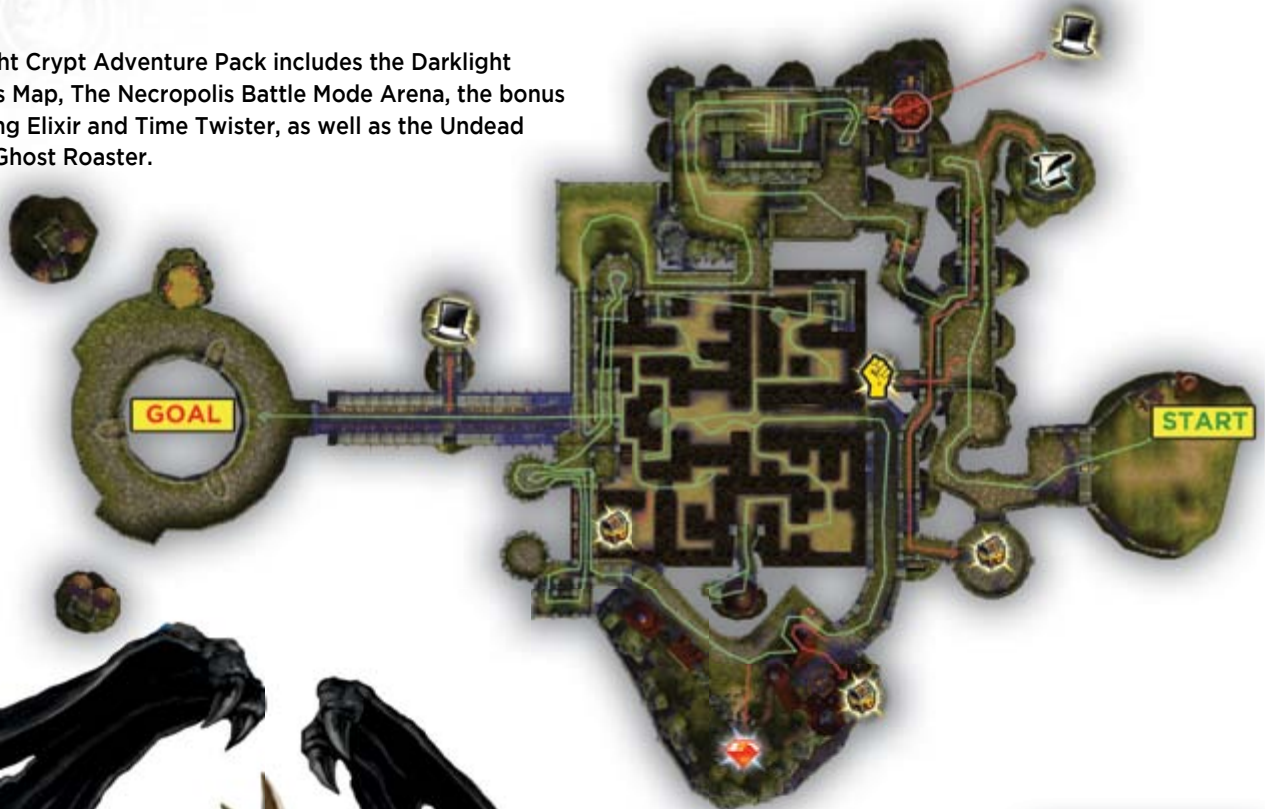 ht Crypt Adventure Pack includes the Darklight
s Map, The Necropolis Battle Mode Arena, the bonus
ng Elixir and Time Twister, as well as the Undead
Ghost Roaster.
GOAL
START